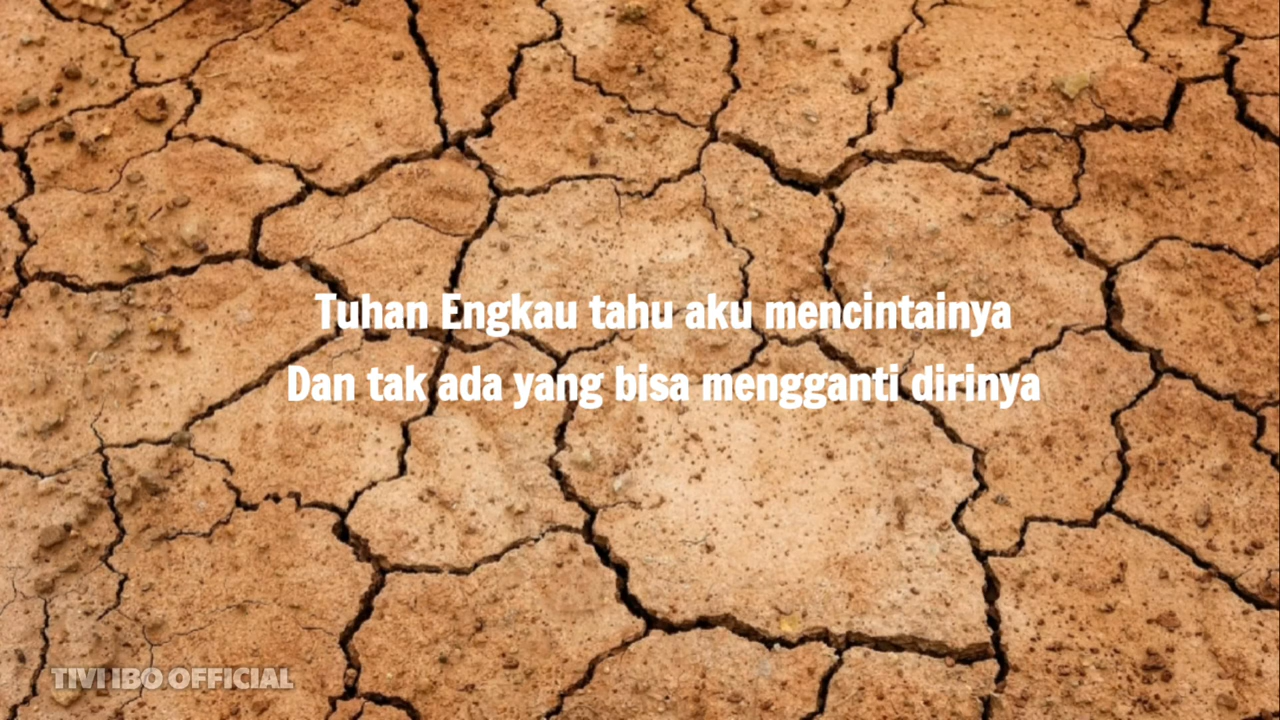 Tuhan Engkau tahu aku mencintainya
Dan tak ada yang bisa mengganti dirinya
TIVI IBO OFFICIAL